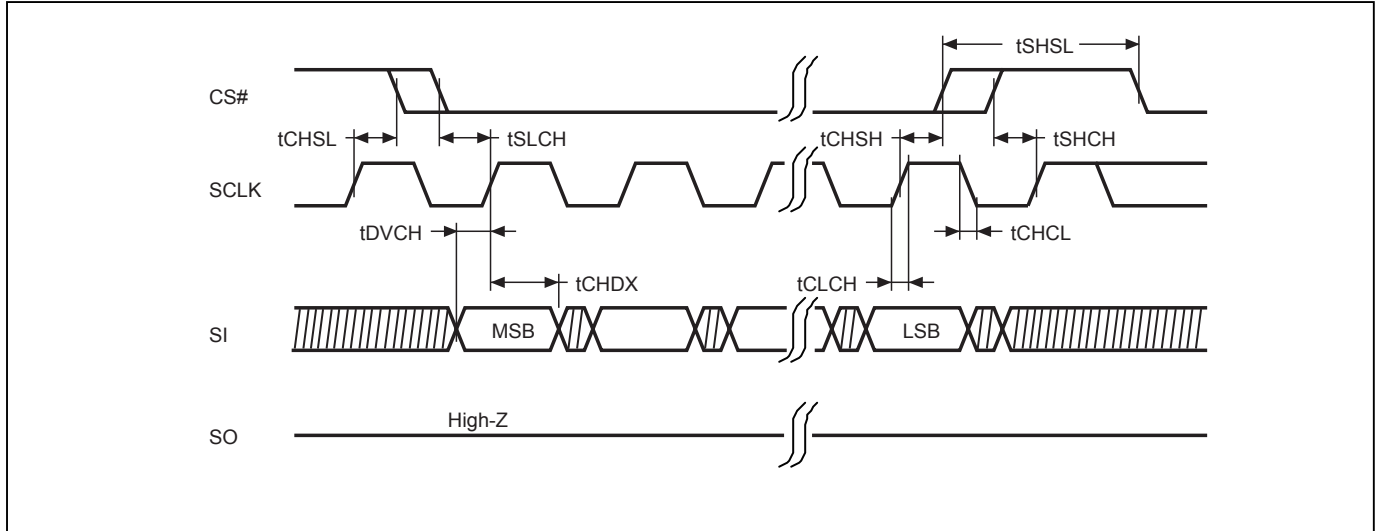 tSHSL
CS#
tCHSL
tSLCH
tCHSH
tSHCH
SCLK
tDVCH
tCHCL
tCHDX
tCLCH
SI
MSB
LSB
High-Z
SO